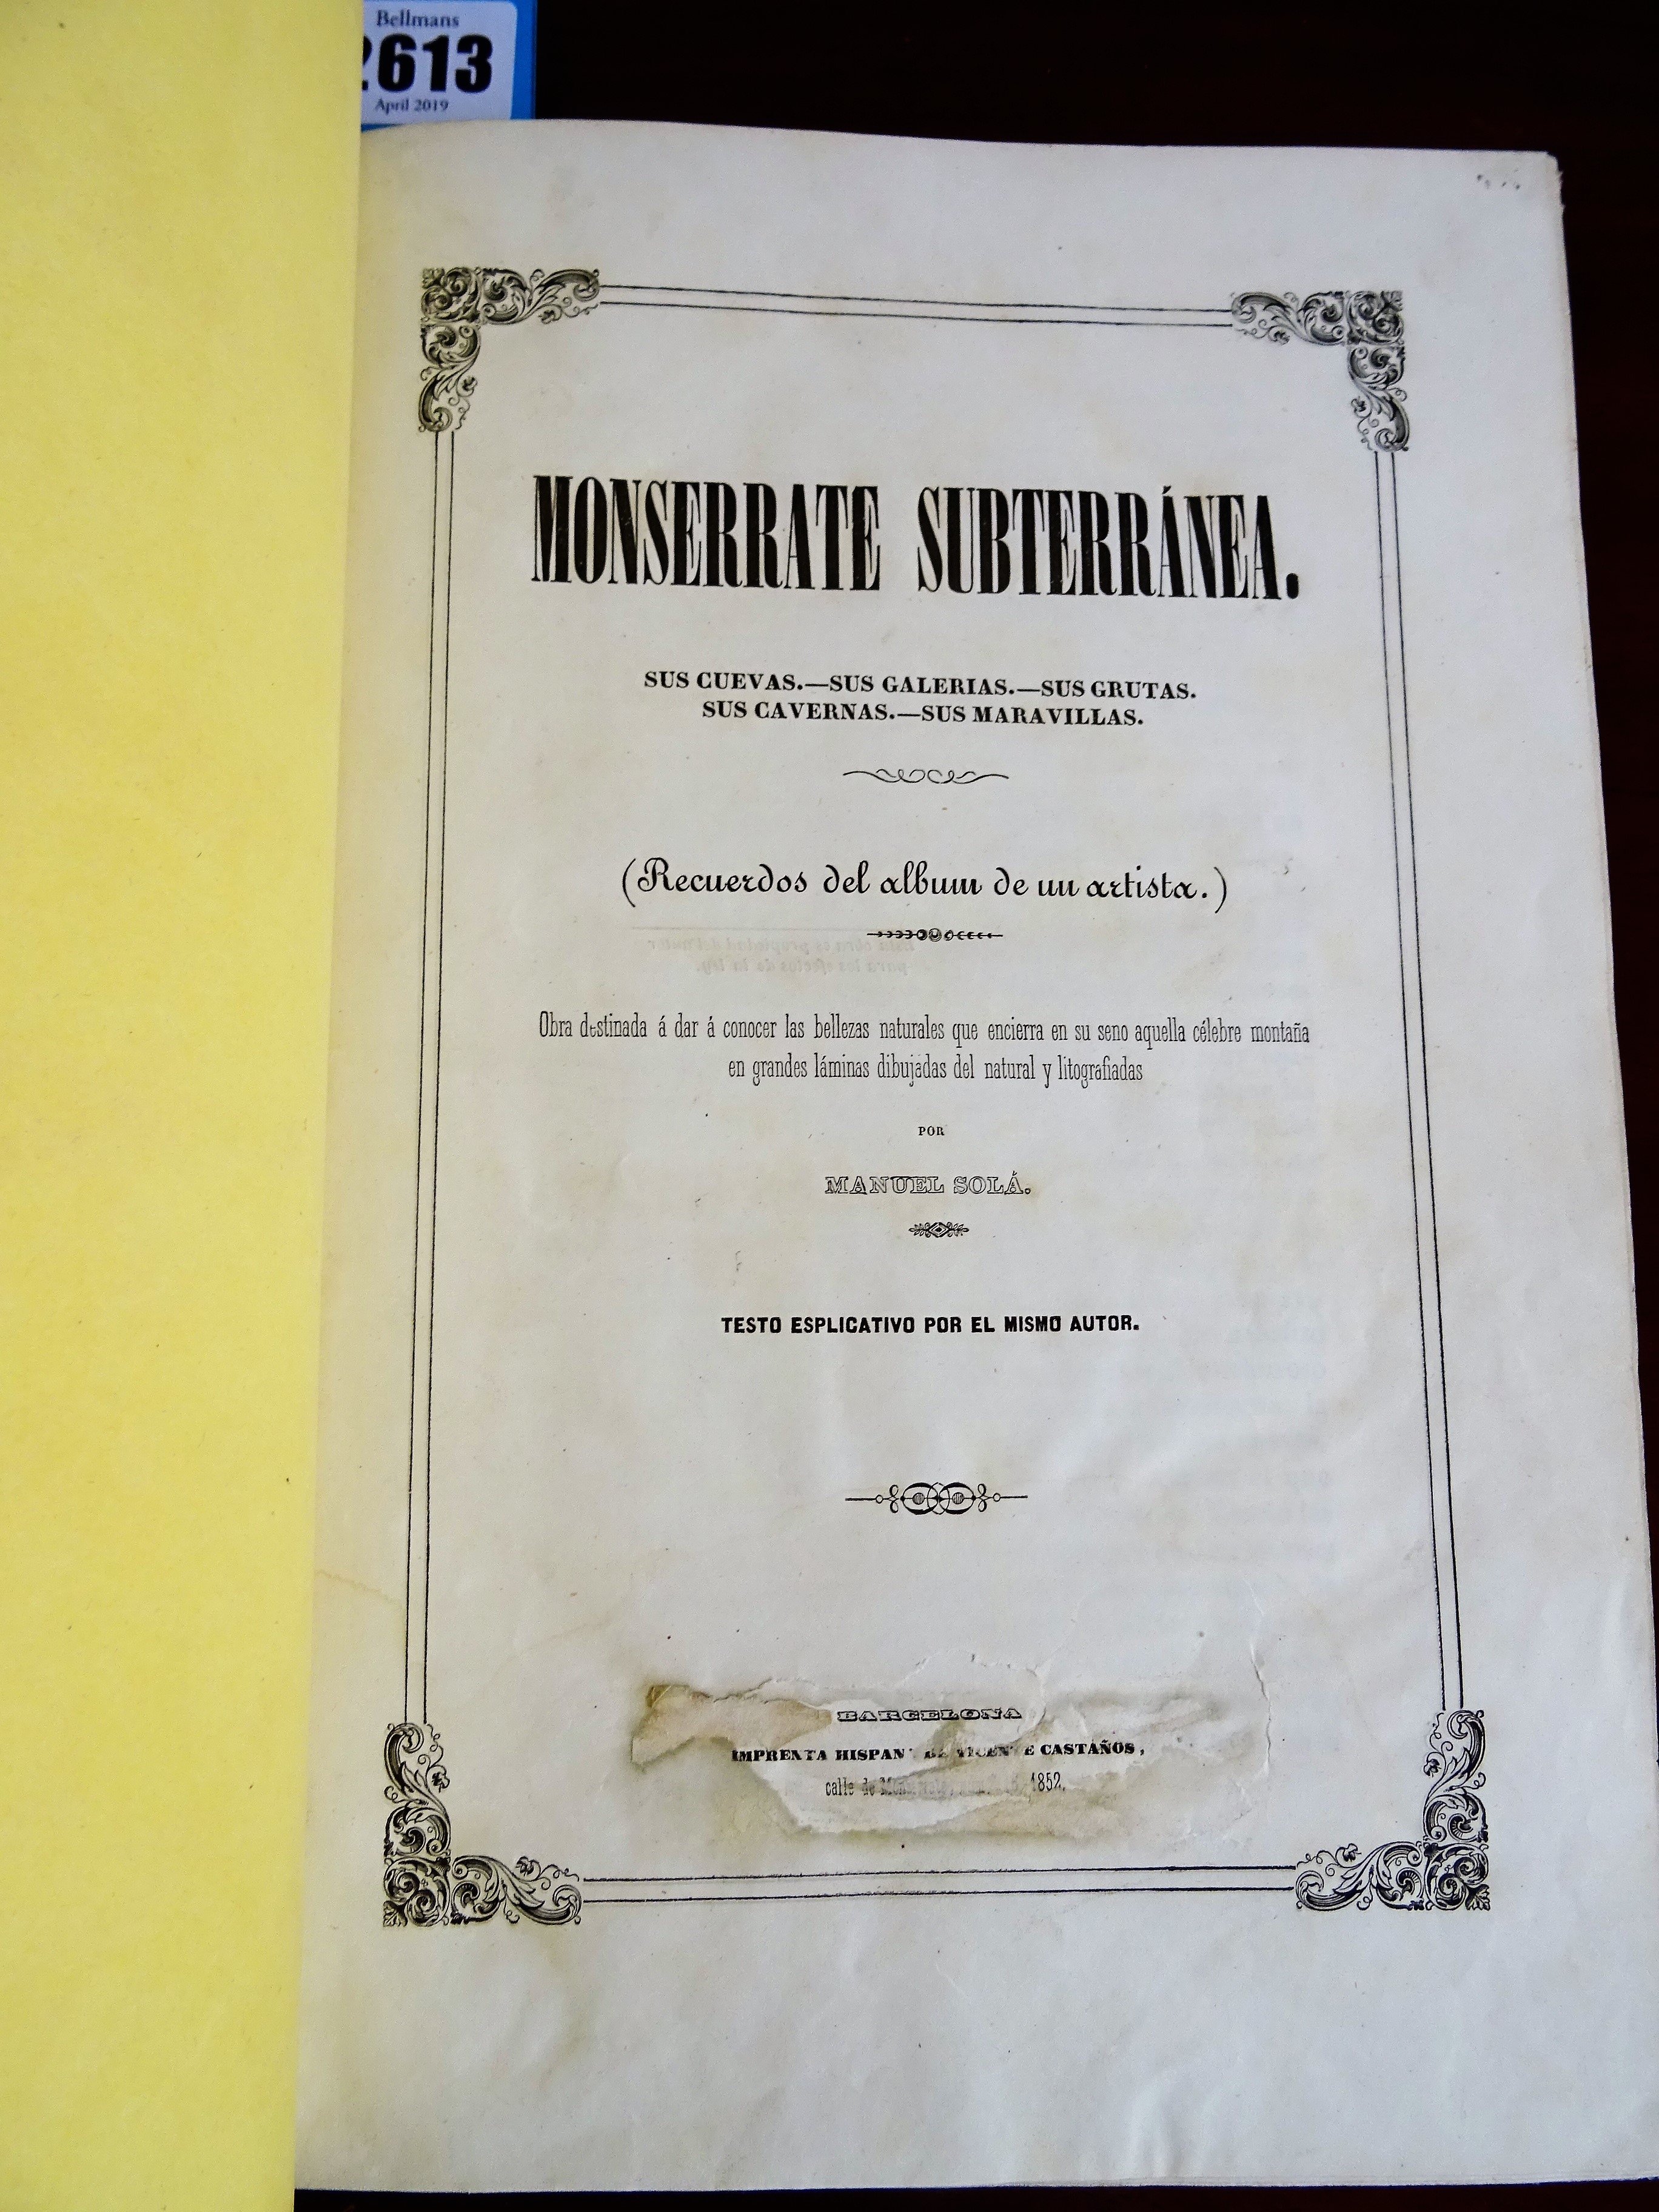 Bellmans
2613
April 2019
MONSERRATE SUBTERRÁNEA.
SUS CUEVAS.—SUS GALERIAS.—SUS GRUTAS.
SUS CAVERNAS.—SUS MARAVILLAS.
(Recuerdos del album de un artista.)
Obra destinada á dar á conocer las bellezas naturales que encierra en su seno aquella célebre montaña
en grandes láminas dibujadas del natural y litografiadas
POR
MANUEL SOLÁ.
TESTO ESPLICATIVO POR EL MISMO AUTOR.
BARCELONA
IMPRENTA HISPAN DE VICENTE CASTAÑOS,
calle de 1852.